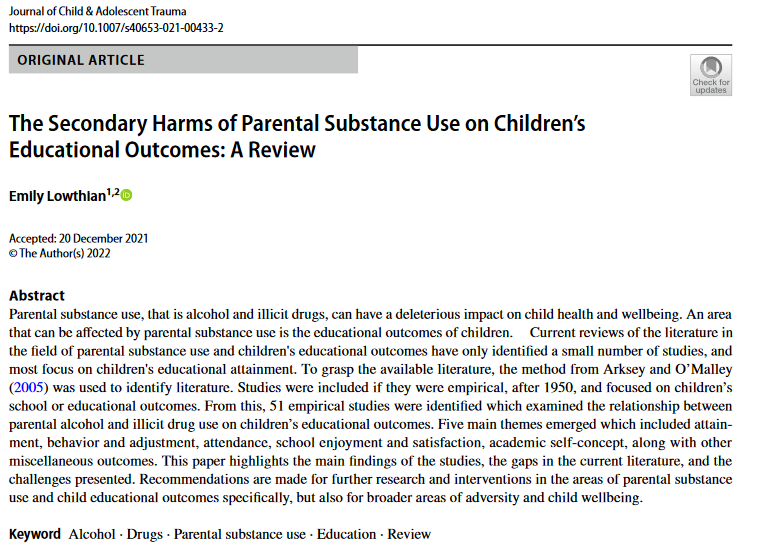 Journal of Child & Adolescent Trauma
https://doi.org/10.1007/s40653-021-00433-2
ORIGINAL ARTICLE
Check for
updates
The Secondary Harms of Parental Substance Use on Children's
Educational Outcomes: A Review
Emily Lowthian1,2
Accepted: 20 December 2021
© The Author(s) 2022
Abstract
Parental substance use, that is alcohol and illicit drugs, can have a deleterious impact on child health and wellbeing. An area
that can be affected by parental substance use is the educational outcomes of children. Current reviews of the literature in
the field of parental substance use and children's educational outcomes have only identified a small number of studies, and
most focus on children's educational attainment. To grasp the available literature, the method from Arksey and O'Malley
(2005) was used to identify literature. Studies were included if they were empirical, after 1950, and focused on children's
school or educational outcomes. From this, 51 empirical studies were identified which examined the relationship between
parental alcohol and illicit drug use on children's educational outcomes. Five main themes emerged which included attain-
ment, behavior and adjustment, attendance, school enjoyment and satisfaction, academic self-concept, along with other
miscellaneous outcomes. This paper highlights the main findings of the studies, the gaps in the current literature, and the
challenges presented. Recommendations are made for further research and interventions in the areas of parental substance
use and child educational outcomes specifically, but also for broader areas of adversity and child wellbeing.
Keyword Alcohol · Drugs · Parental substance use · Education · Review